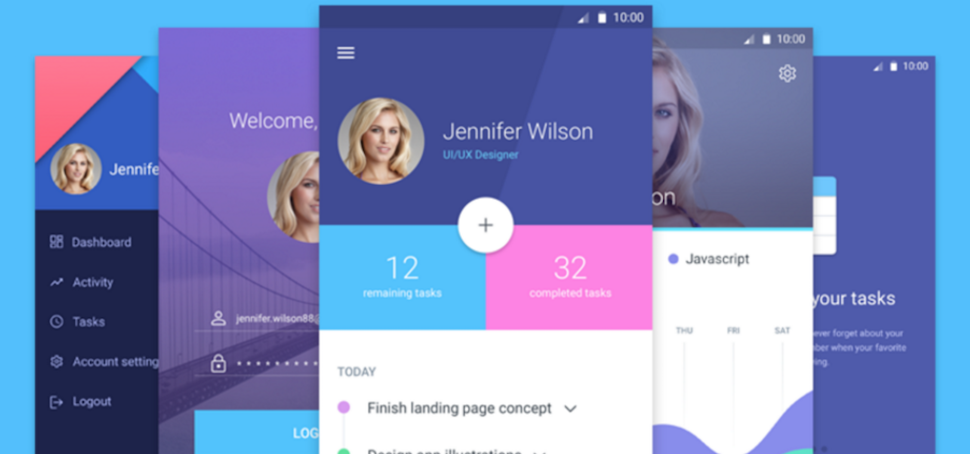 Jennife
Dashboard
Activity
Tasks
Account setting
Logout
Welcome,
jennifer.wilson88
LOG
10:00
Jennifer Wilson
UI/UX Designer
12
remaining tasks
32
completed tasks
TODAY
Finish landing page concept
Design app illustrations
10:00
on
Javascript
THU FRI SAT
10:00
your tasks
ever forget about your
ber when your favorite
ing.